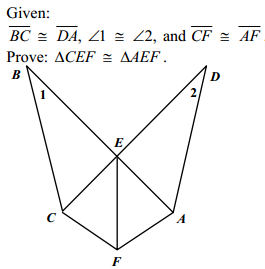 Given:
BC ≅ DA, ∠1 ≅ ∠2, and CF ≅ AF
Prove: ΔCEF ≅ ΔAEF.
B
D
1
2
E
C
A
F